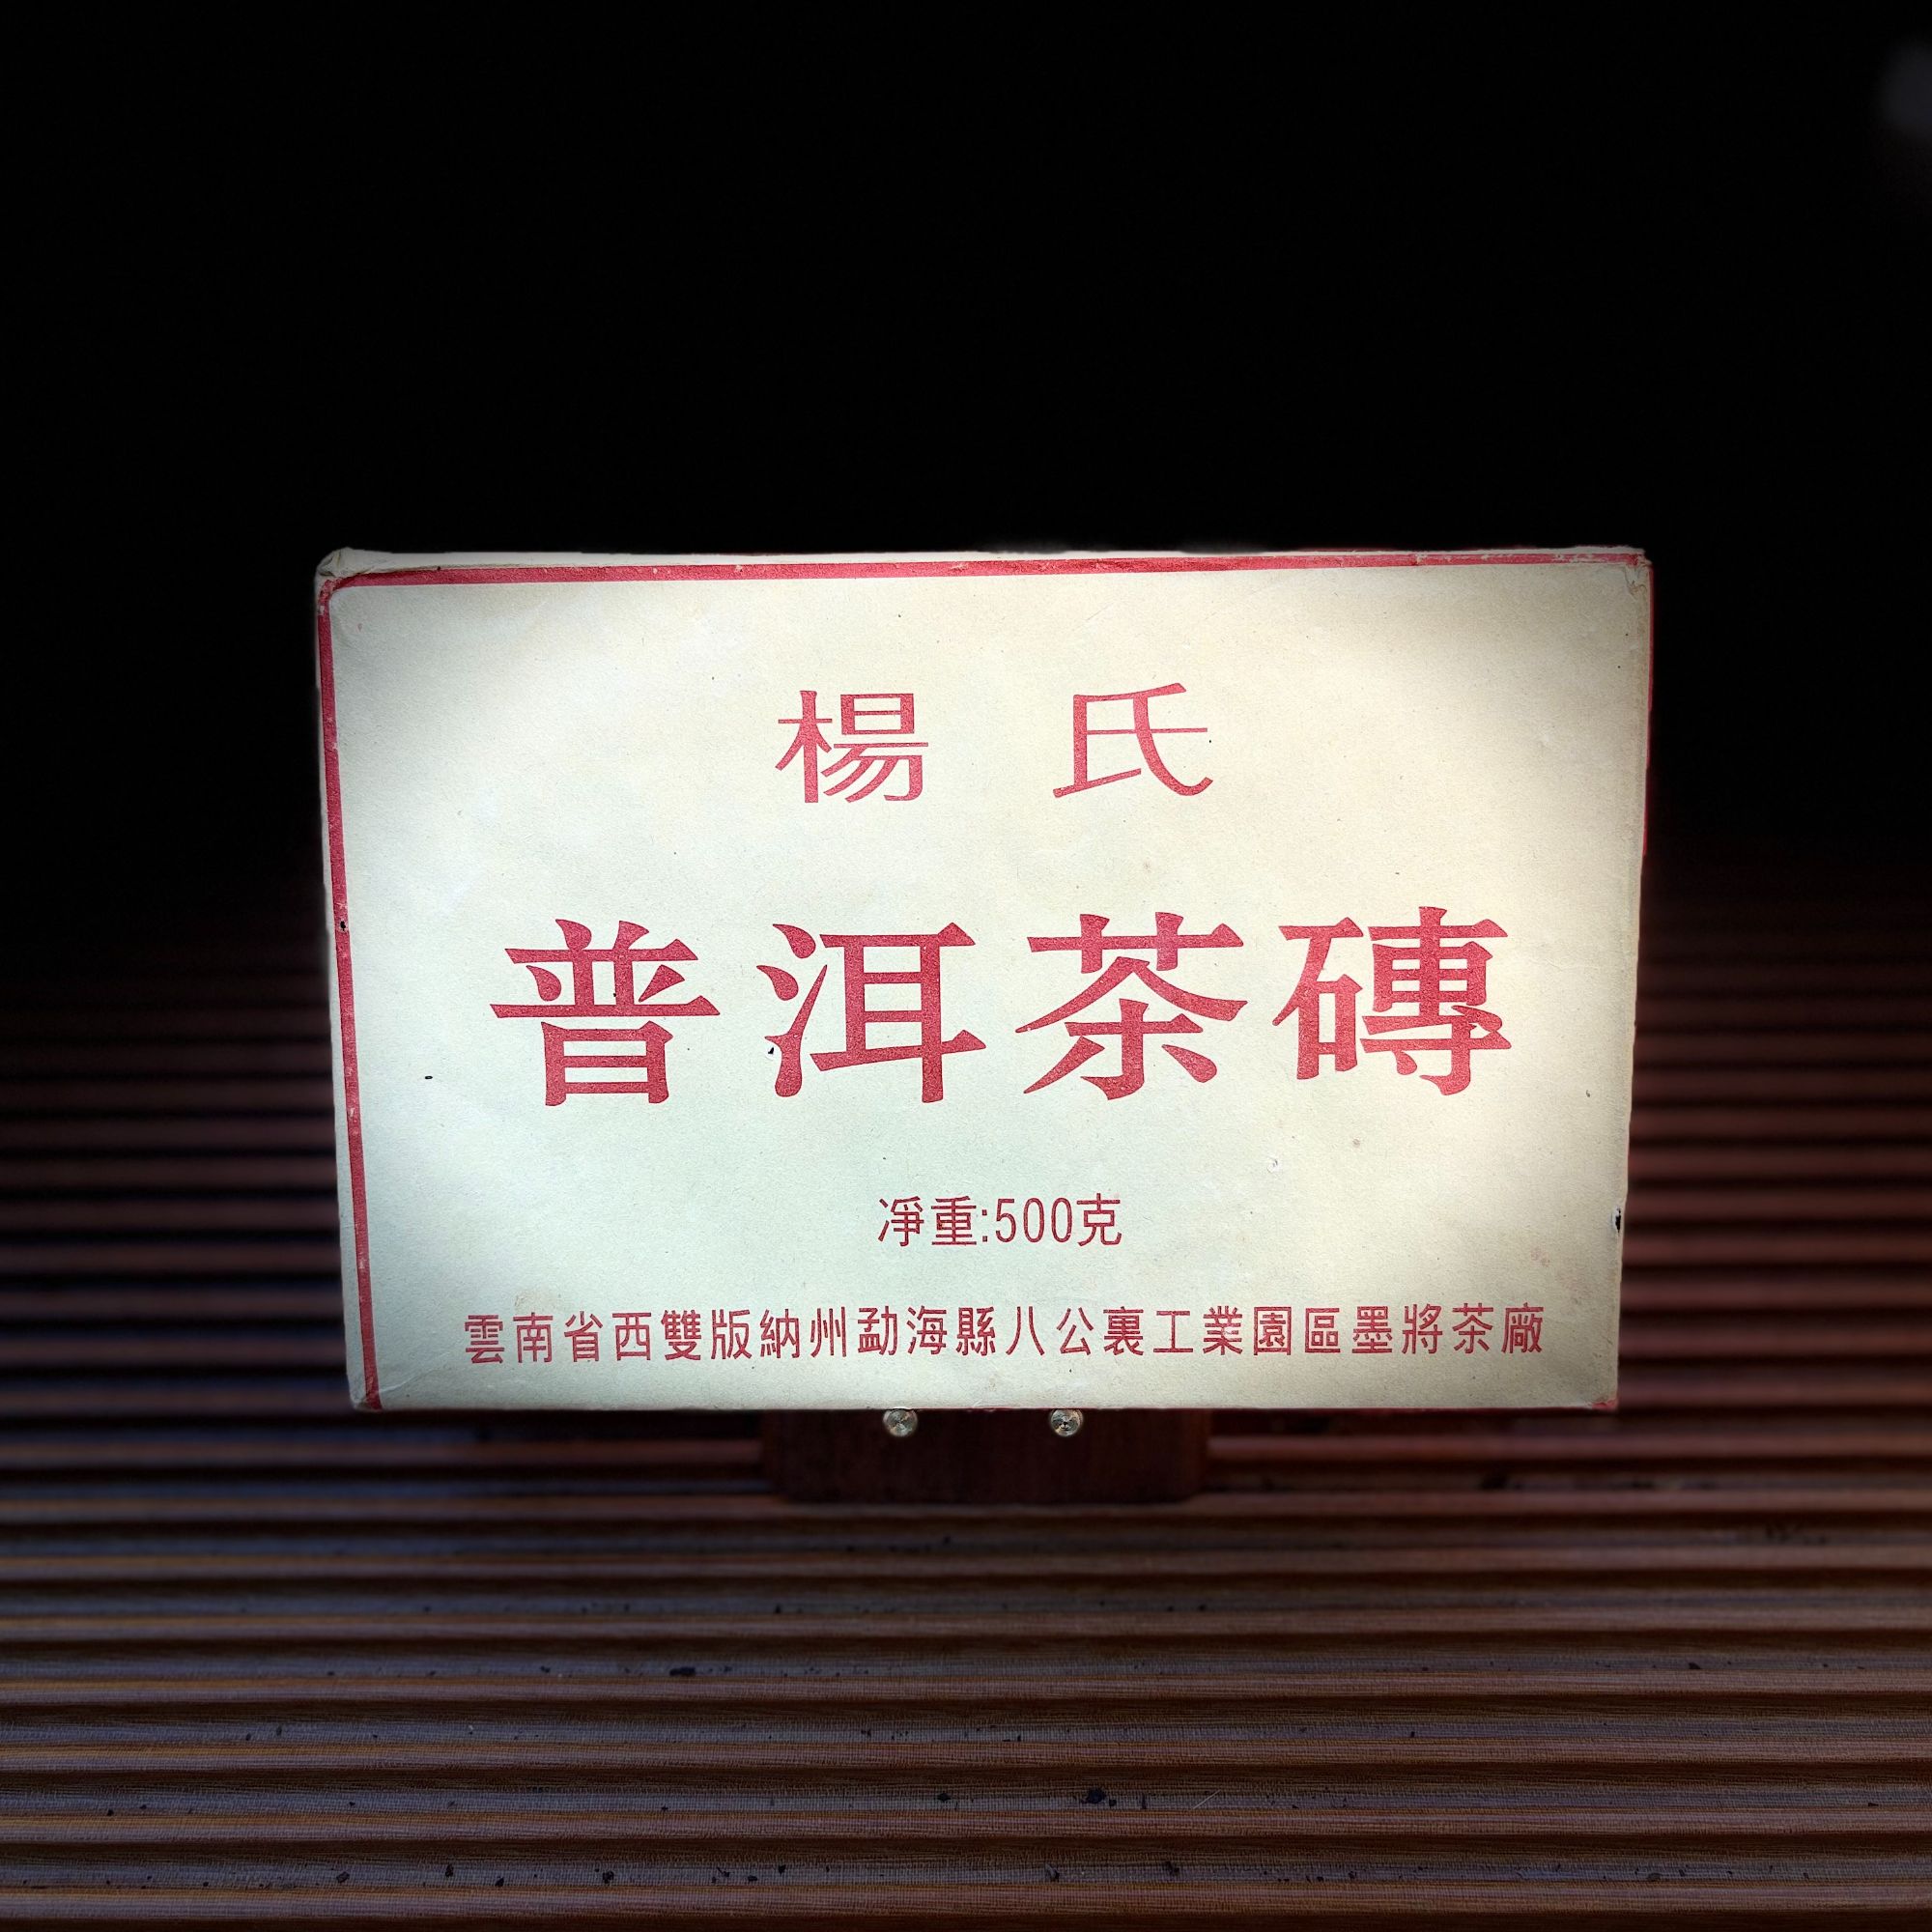 楊氏
普洱茶磚
凈重:500克
雲南省西雙版納州勐海縣八公裏工業園區墨將茶廠